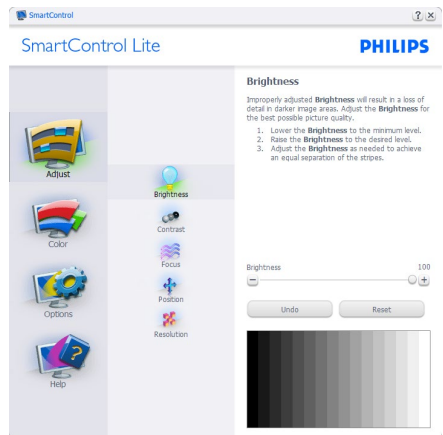 SmartControl
SmartControl Lite
PHILIPS
Adjust
Color
Options
Help
Brightness
Contrast
Focus
Position
Resolution
Brightness
Improperly adjusted Brightness will result in a loss of
detail in darker image areas. Adjust the Brightness for
the best possible picture quality.
1. Lower the Brightness to the minimum level.
2. Raise the Brightness to the desired level.
3. Adjust the Brightness as needed to achieve
an equal separation of the stripes.
Brightness 100
Undo Reset